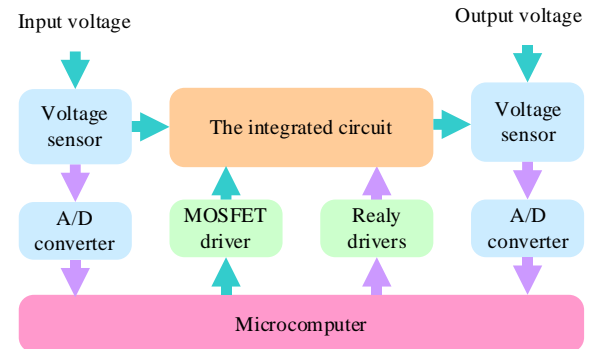 Input voltage
Output voltage
Voltage
sensor
The integrated circuit
Voltage
sensor
A/D
converter
MOSFET
driver
Realy
drivers
A/D
converter
Microcomputer